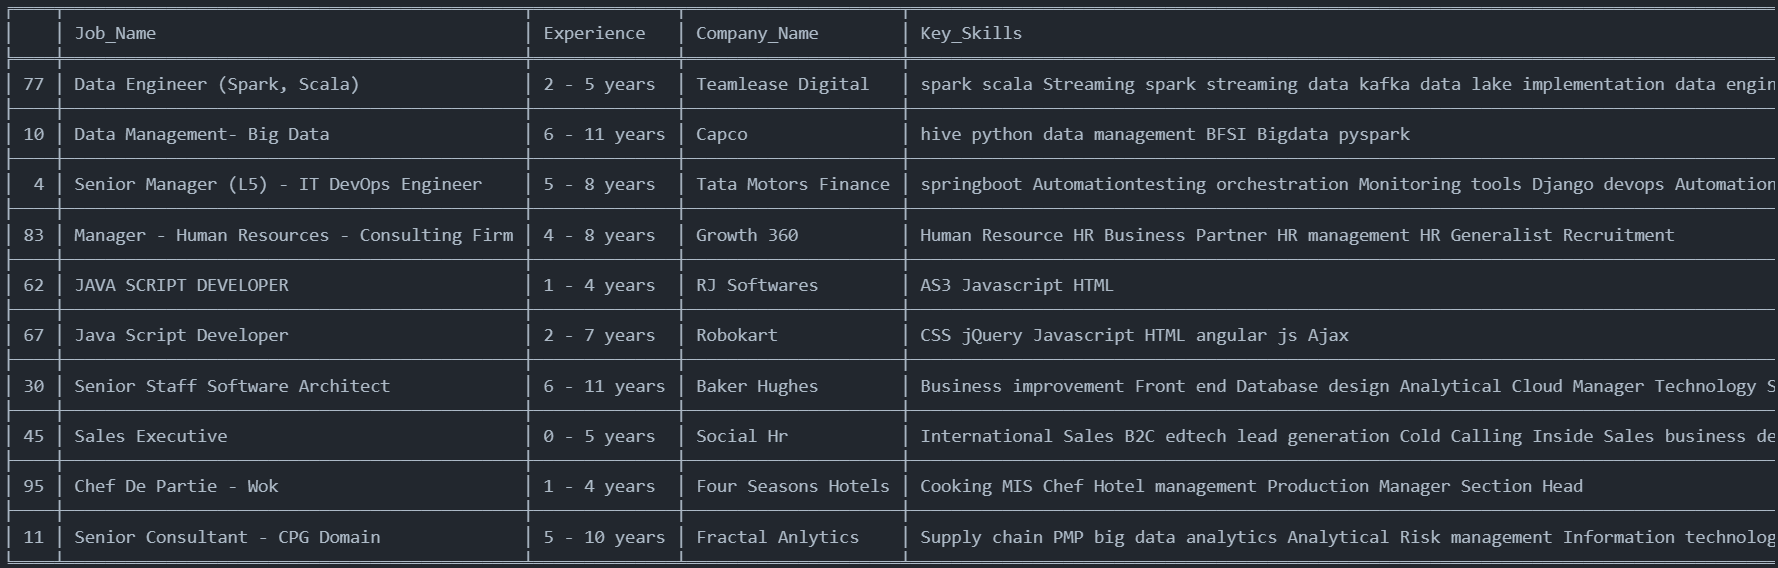 Job_Name Experience Company_Name Key_Skills
77 Data Engineer (Spark, Scala) 2 - 5 years Teamlease Digital spark scala Streaming spark streaming data kafka data lake implementation data engin
10 Data Management- Big Data 6 - 11 years Capco hive python data management BFSI Bigdata pyspark
4 Senior Manager (L5) - IT DevOps Engineer 5 - 8 years Tata Motors Finance springboot Automationtesting orchestration Monitoring tools Django devops Automation
83 Manager - Human Resources - Consulting Firm 4 - 8 years Growth 360 Human Resource HR Business Partner HR management HR Generalist Recruitment
62 JAVA SCRIPT DEVELOPER 1 - 4 years RJ Softwares AS3 Javascript HTML
67 Java Script Developer 2 - 7 years Robokart CSS jQuery Javascript HTML angular js Ajax
30 Senior Staff Software Architect 6 - 11 years Baker Hughes Business improvement Front end Database design Analytical Cloud Manager Technology S
45 Sales Executive 0 - 5 years Social Hr International Sales B2C edtech lead generation Cold Calling Inside Sales business de
95 Chef De Partie - Wok 1 - 4 years Four Seasons Hotels Cooking MIS Chef Hotel management Production Manager Section Head
11 Senior Consultant - CPG Domain 5 - 10 years Fractal Anlytics Supply chain PMP big data analytics Analytical Risk management Information technolog